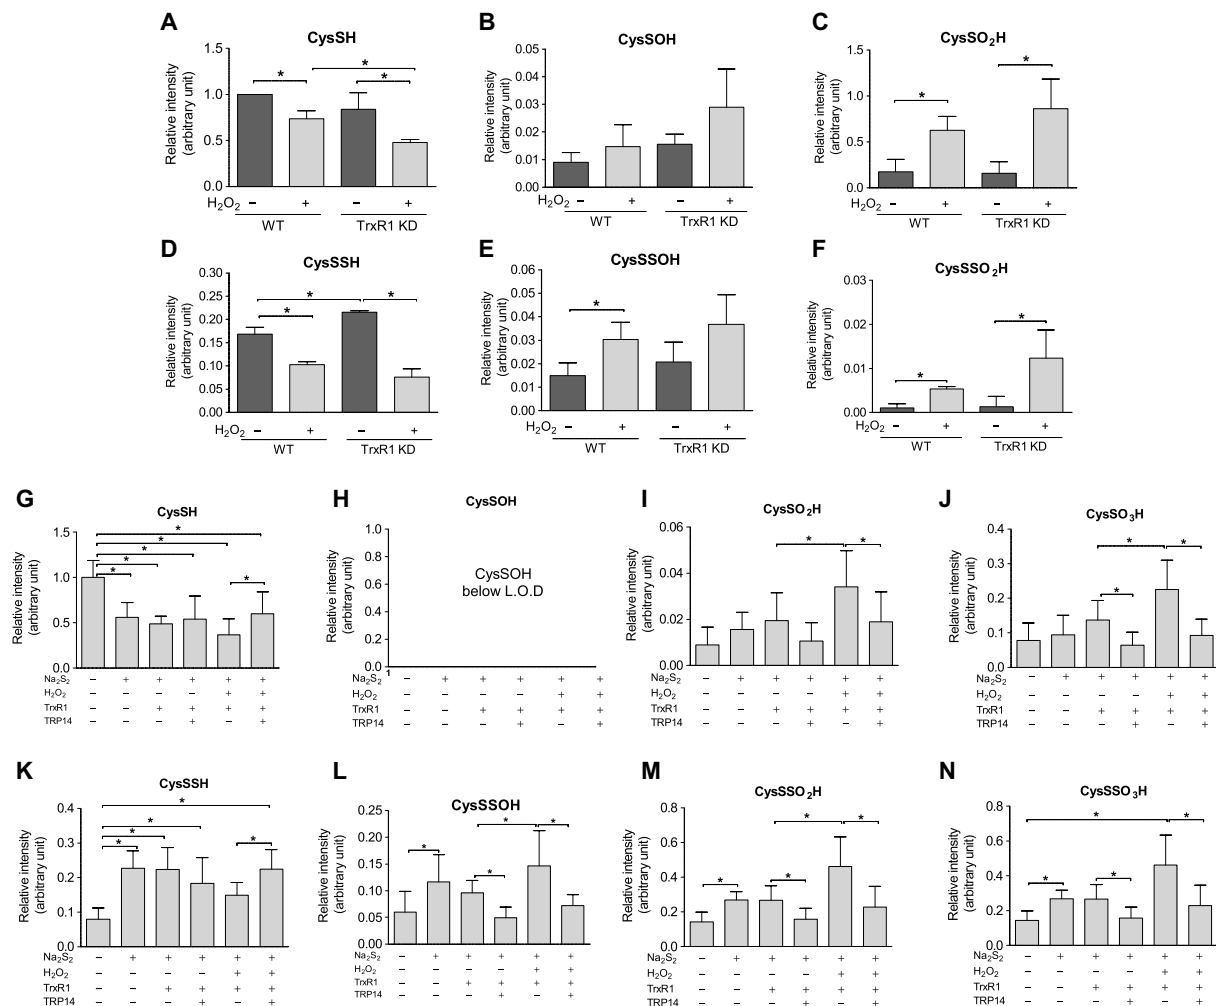 A
CysSH
Relative intensity
(arbitrary unit)
1.5
1.0
0.5
0.0
* * *
H₂O₂ – + – +
WT TrxR1 KD
B
CysSOH
Relative intensity
(arbitrary unit)
0.05
0.04
0.03
0.02
0.01
0.00
H₂O₂ – + – +
WT TrxR1 KD
C
CysSO₂H
Relative intensity
(arbitrary unit)
1.5
1.0
0.5
0.0
* *
H₂O₂ – + – +
WT TrxR1 KD
D
CysSSH
Relative intensity
(arbitrary unit)
0.30
0.25
0.20
0.15
0.10
0.05
0.00
* * *
H₂O₂ – + – +
WT TrxR1 KD
E
CysSSOH
Relative intensity
(arbitrary unit)
0.06
0.05
0.04
0.03
0.02
0.01
0.00
*
H₂O₂ – + – +
WT TrxR1 KD
F
CysSSO₂H
Relative intensity
(arbitrary unit)
0.03
0.02
0.01
0.00
* *
H₂O₂ – + – +
WT TrxR1 KD
G
CysSH
Relative intensity
(arbitrary unit)
1.5
1.0
0.5
0.0
* * * * * *
Na₂S₂ – + + + + +
H₂O₂ – – – – + +
TrxR1 – – + + + +
TRP14 – – – + – +
H
CysSOH
Relative intensity
(arbitrary unit)
1.0
0.8
0.6
0.4
0.2
0.0
CysSOH
below L.O.D
1
Na₂S₂ – + + + + +
H₂O₂ – – – – + +
TrxR1 – – + + + +
TRP14 – – – + – +
I
CysSO₂H
Relative intensity
(arbitrary unit)
0.06
0.04
0.02
0.00
* *
Na₂S₂ – + + + + +
H₂O₂ – – – – + +
TrxR1 – – + + + +
TRP14 – – – + – +
J
CysSO₃H
Relative intensity
(arbitrary unit)
0.4
0.3
0.2
0.1
0.0
* * *
Na₂S₂ – + + + + +
H₂O₂ – – – – + +
TrxR1 – – + + + +
TRP14 – – – + – +
K
CysSSH
Relative intensity
(arbitrary unit)
0.4
0.3
0.2
0.1
0.0
* * * * *
Na₂S₂ – + + + + +
H₂O₂ – – – – + +
TrxR1 – – + + + +
TRP14 – – – + – +
L
CysSSOH
Relative intensity
(arbitrary unit)
0.25
0.20
0.15
0.10
0.05
0.00
* * * *
Na₂S₂ – + + + + +
H₂O₂ – – – – + +
TrxR1 – – + + + +
TRP14 – – – + – +
M
CysSSO₂H
Relative intensity
(arbitrary unit)
0.8
0.6
0.4
0.2
0.0
* * * *
Na₂S₂ – + + + + +
H₂O₂ – – – – + +
TrxR1 – – + + + +
TRP14 – – – + – +
N
CysSSO₃H
Relative intensity
(arbitrary unit)
0.8
0.6
0.4
0.2
0.0
* * * *
Na₂S₂ – + + + + +
H₂O₂ – – – – + +
TrxR1 – – + + + +
TRP14 – – – + – +